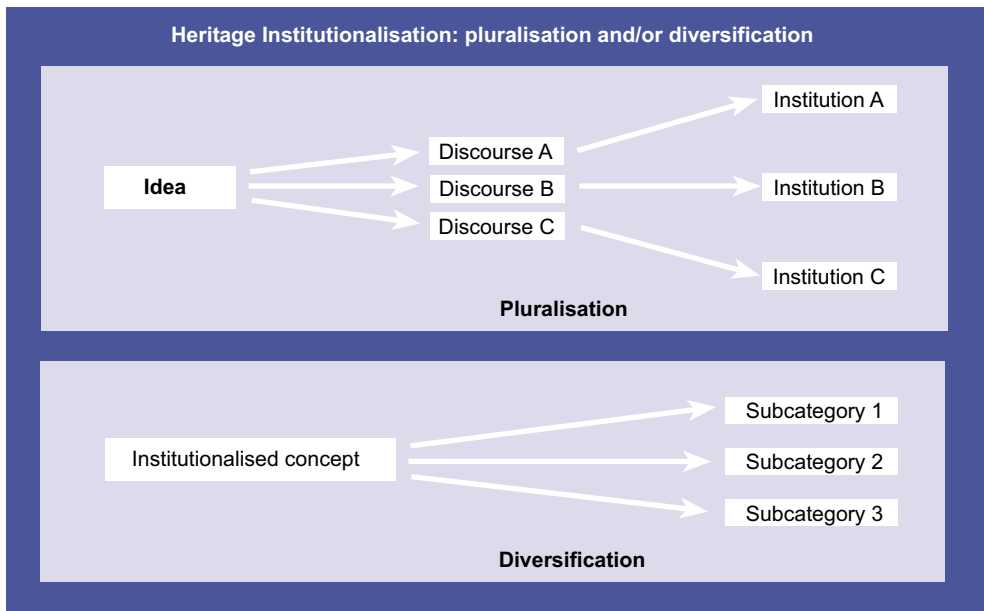 Heritage Institutionalisation: pluralisation and/or diversification
Idea
Discourse A
Discourse B
Discourse C
Institution A
Institution B
Institution C
Pluralisation
Institutionalised concept
Subcategory 1
Subcategory 2
Subcategory 3
Diversification